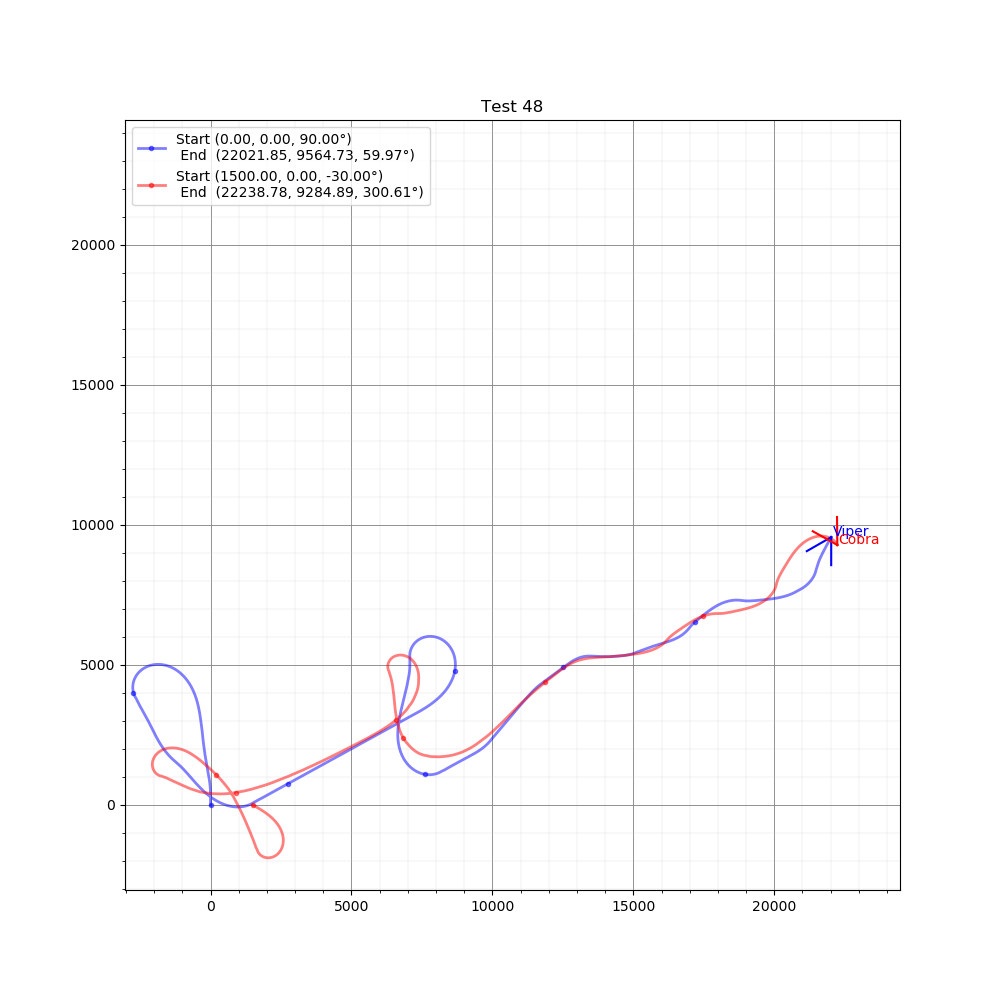 Test 48
Start (0.00, 0.00, 90.00°)
End (22021.85, 9564.73, 59.97°)
Start (1500.00, 0.00, -30.00°)
End (22238.78, 9284.89, 300.61°)
20000
15000
10000
5000
0
Viper
Cobra
0
5000
10000
15000
20000